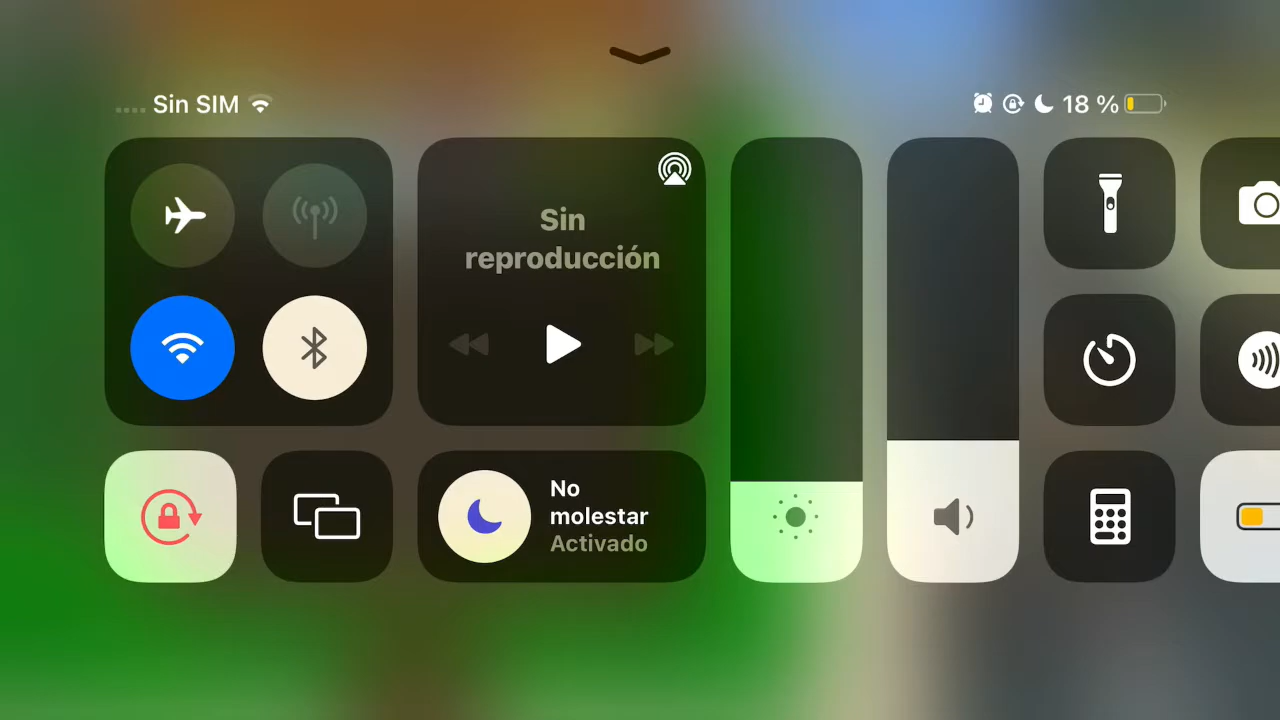 Sin SIM
18 %
Sin
reproducción
No
molestar
Activado